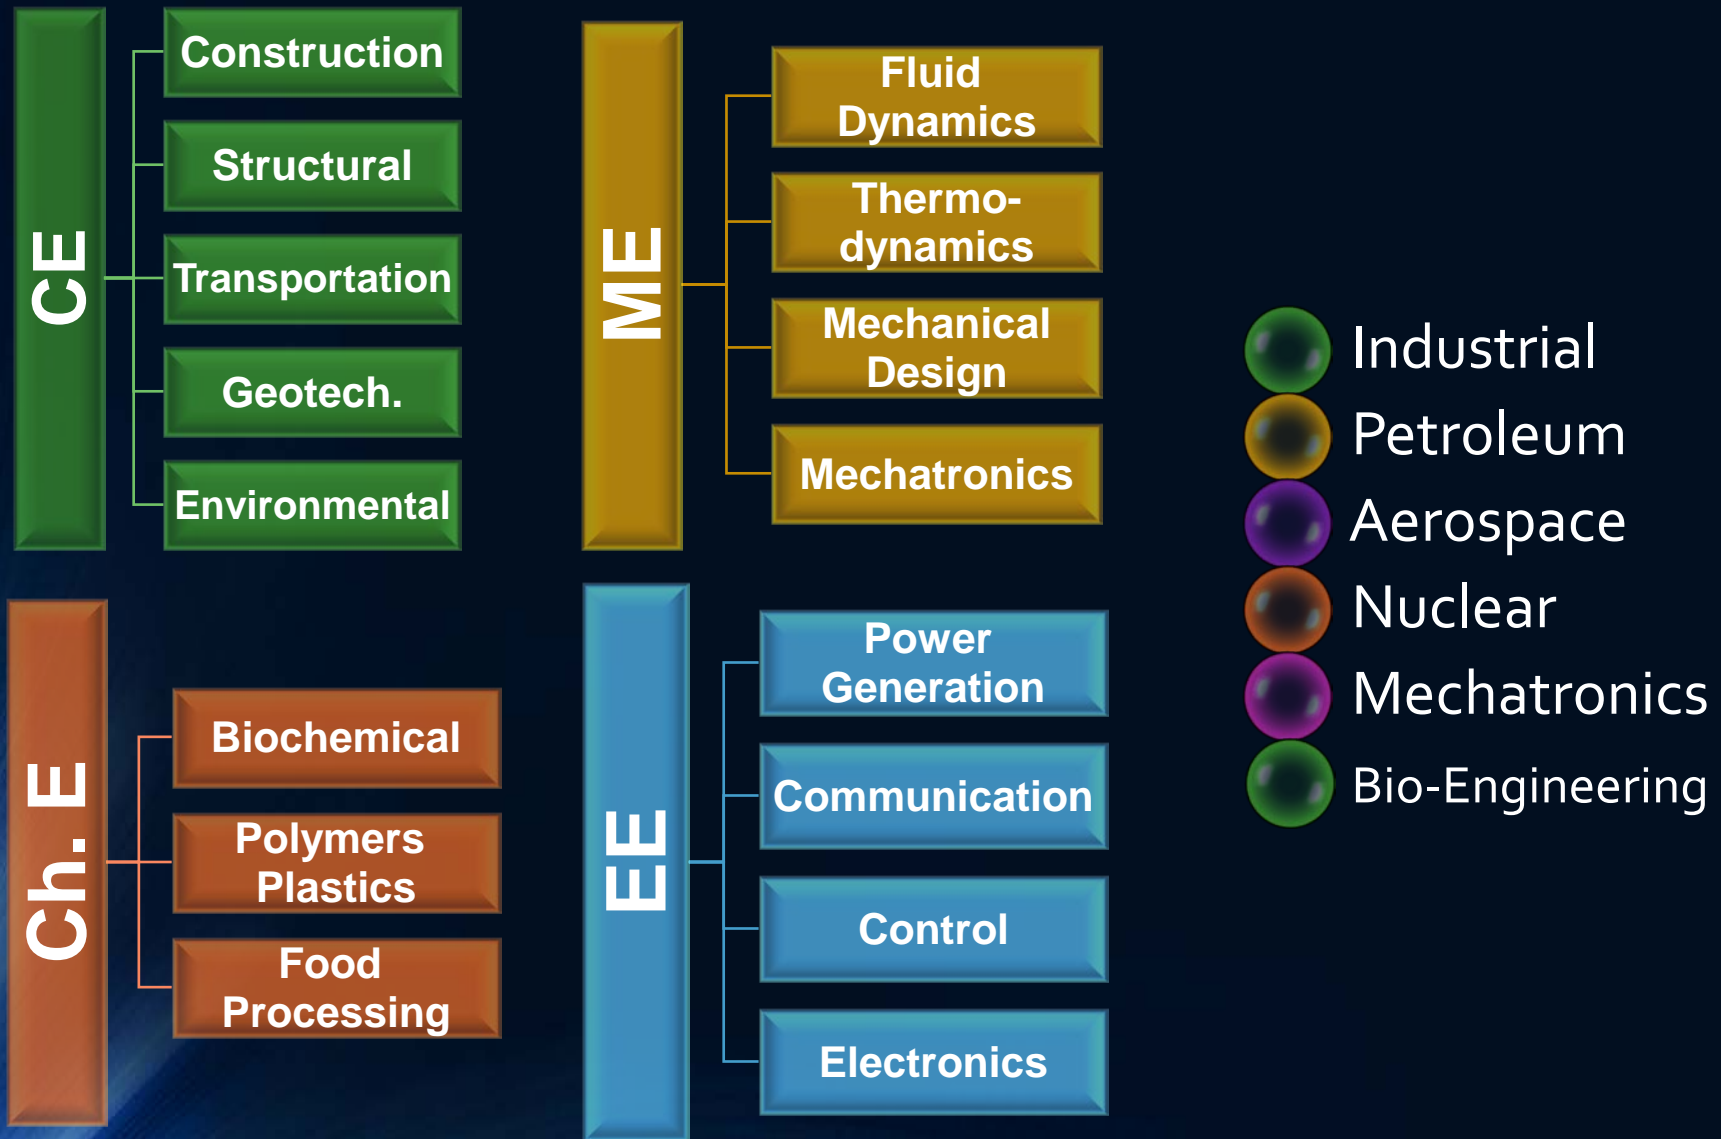 CE
Construction
Structural
Transportation
Geotech.
Environmental
ME
Fluid
Dynamics
Thermo-
dynamics
Mechanical
Design
Mechatronics
Ch. E
Biochemical
Polymers
Plastics
Food
Processing
EE
Power
Generation
Communication
Control
Electronics
Industrial
Petroleum
Aerospace
Nuclear
Mechatronics
Bio-Engineering